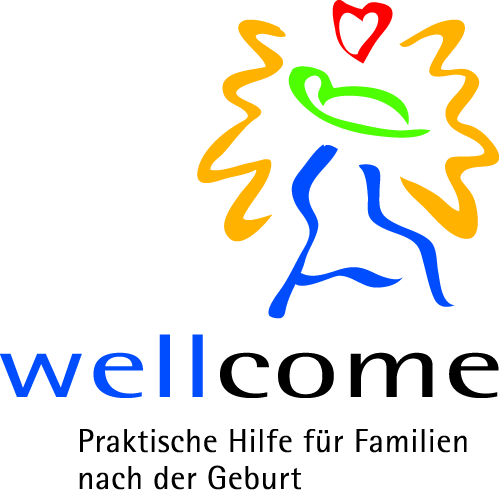 wellcome
Praktische Hilfe für Familien
nach der Geburt